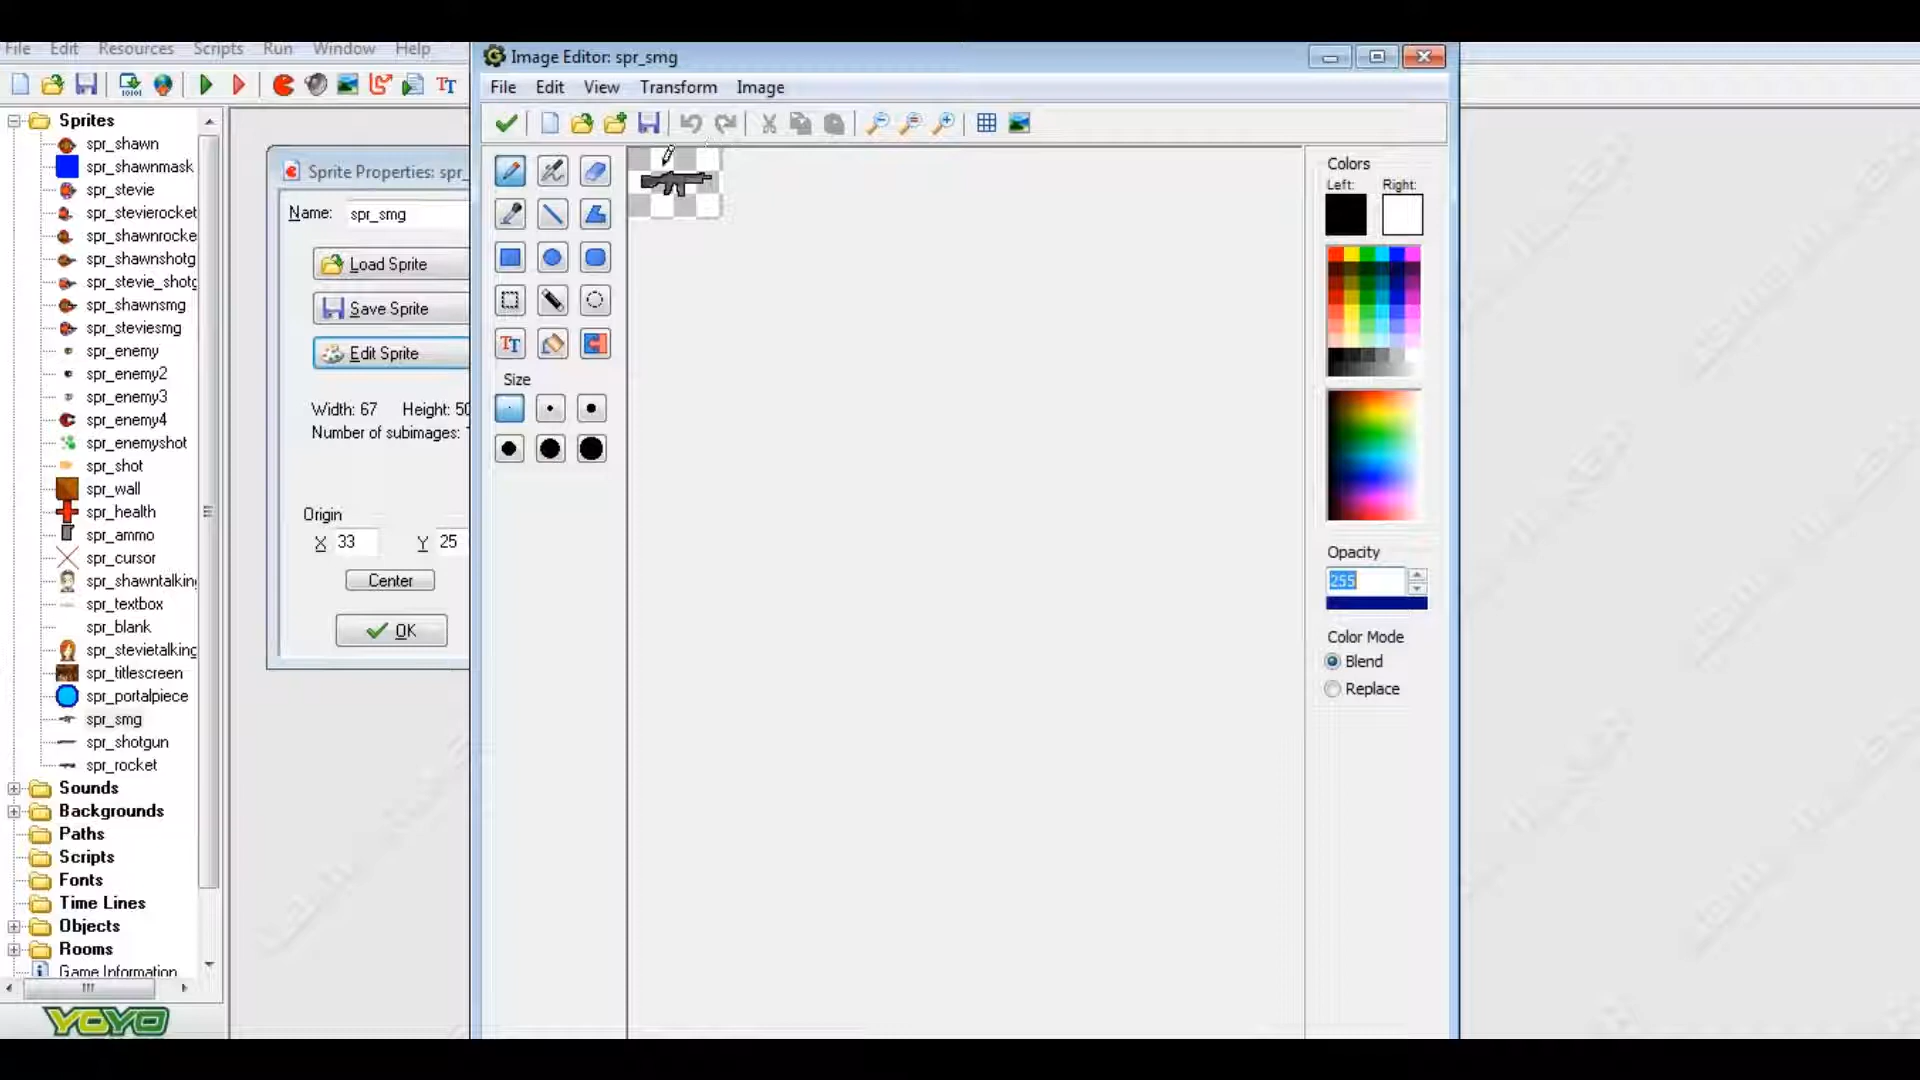 File Edit Resources Scripts Run Window Help
Image Editor: spr_smg
File Edit View Transform Image
Sprites
spr_shawn
spr_shawnmask
spr_stevie
spr_stevierocket
spr_shawnrocke
spr_shawnshotg
spr_stevie_shotg
spr_shawnsmg
spr_steviesmg
spr_enemy
spr_enemy2
spr_enemy3
spr_enemy4
spr_enemyshot
spr_shot
spr_wall
spr_health
spr_ammo
spr_cursor
spr_shawntalking
spr_textbox
spr_blank
spr_stevietalking
spr_titlescreen
spr_portalpiece
spr_smg
spr_shotgun
spr_rocket
Sounds
Backgrounds
Paths
Scripts
Fonts
Time Lines
Objects
Rooms
Game Information
YOYO
Sprite Properties: spr_
Name: spr_smg
Load Sprite
Save Sprite
Edit Sprite
Width: 67 Height: 50
Number of subimages:
Origin
X 33 Y 25
Center
OK
Size
Colors
Left: Right:
Opacity
255
Color Mode
Blend
Replace